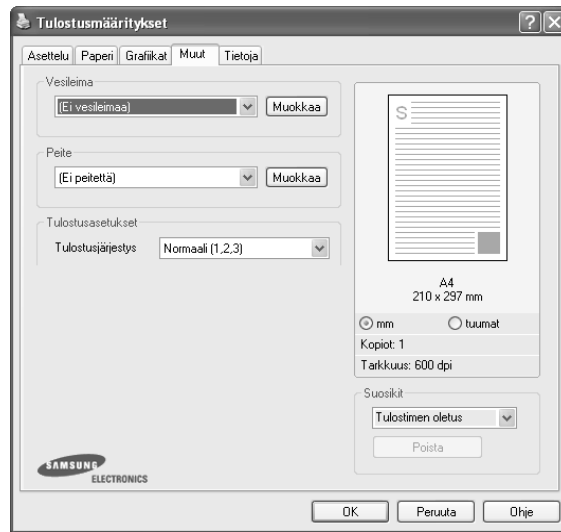 Tulostusmääritykset
Asettelu Paperi Grafiikat Muut Tietoja
Vesileima
(Ei vesileimaa) Muokkaa
Peite
(Ei peitettä) Muokkaa
Tulostusasetukset
Tulostusjärjestys Normaali (1,2,3)
S
A4
210 x 297 mm
mm tuumat
Kopiot: 1
Tarkkuus: 600 dpi
Suosikit
Tulostimen oletus
Poista
SAMSUNG
ELECTRONICS
OK Peruuta Ohje